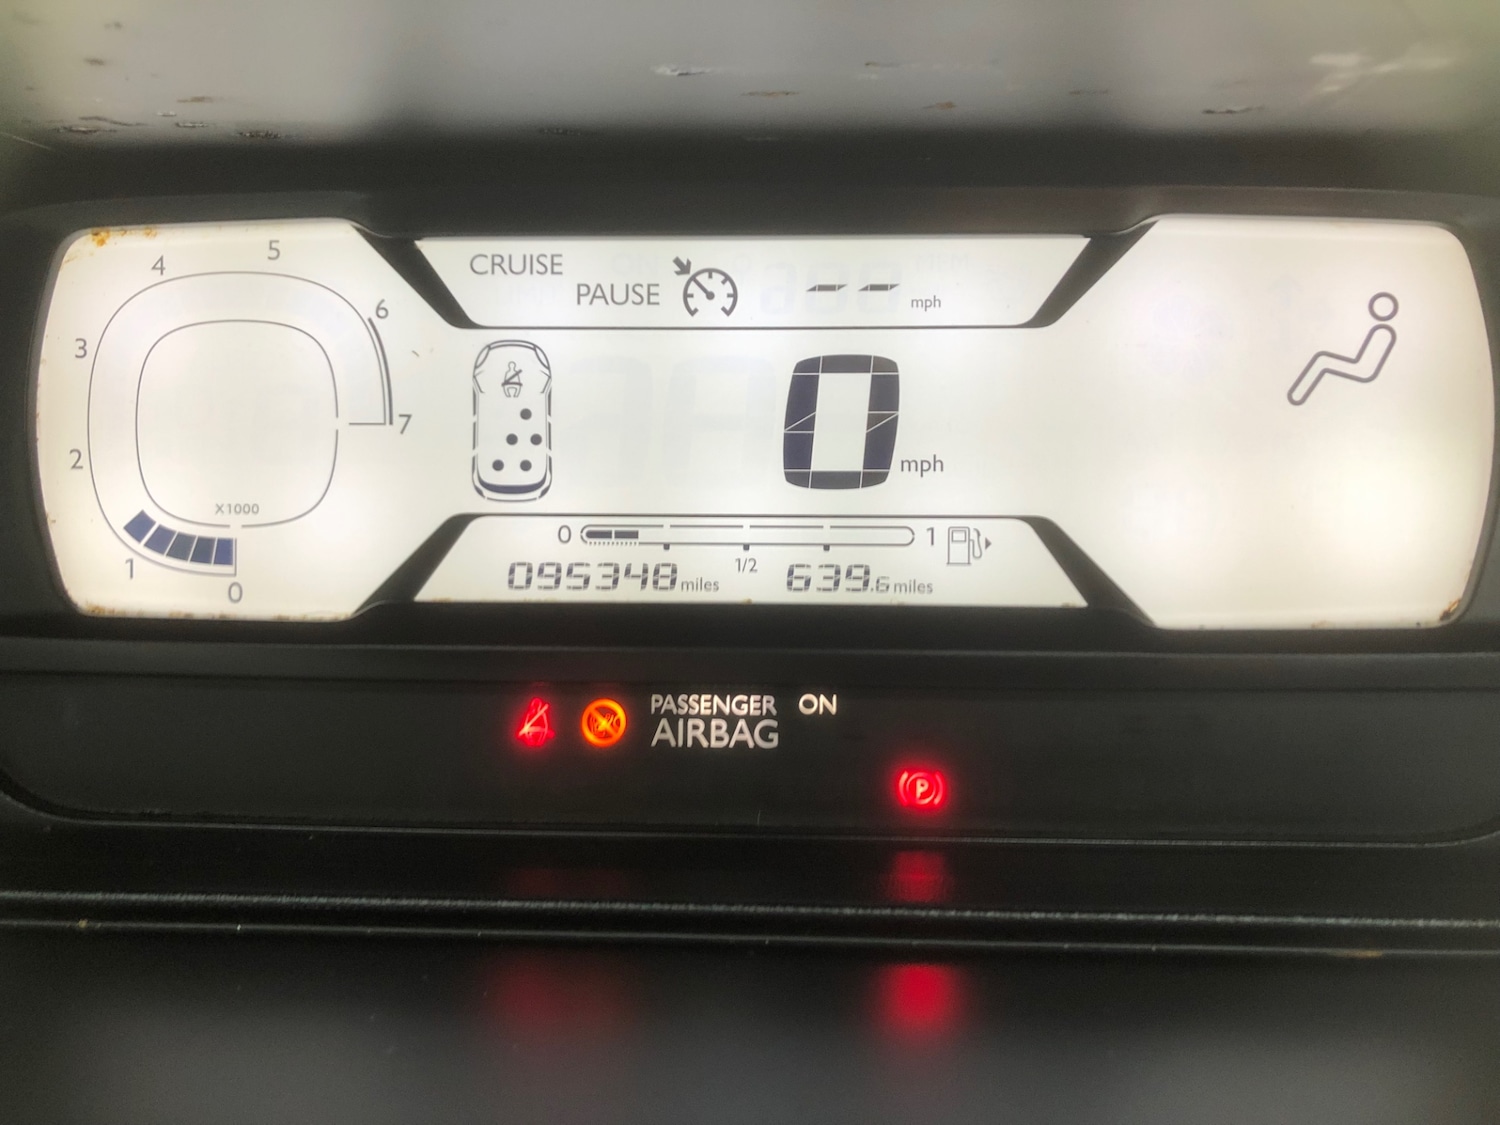 CRUISE
PAUSE
-- mph
5
4
6
3
7
2
X1000
1
0
0 mph
0 1
1/2
095348 miles 639.6 miles
PASSENGER ON
AIRBAG
P